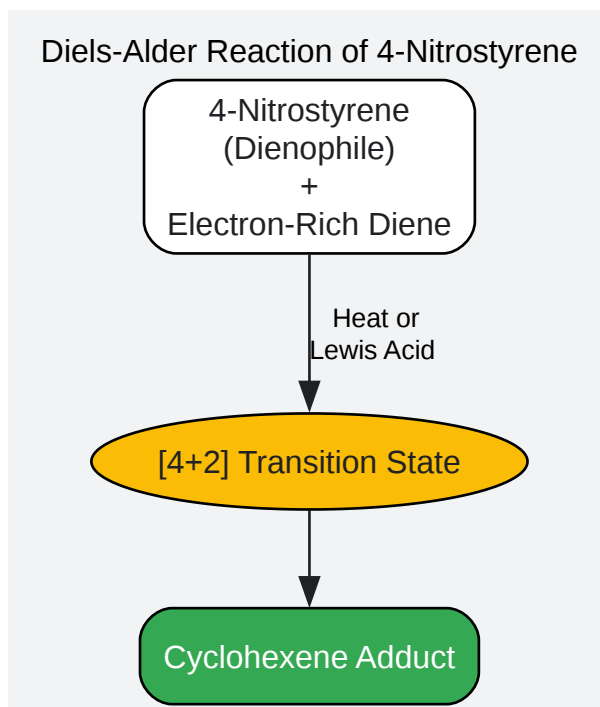 Diels-Alder Reaction of 4-Nitrostyrene
4-Nitrostyrene
(Dienophile)
+
Electron-Rich Diene
Heat or
Lewis Acid
[4+2] Transition State
Cyclohexene Adduct